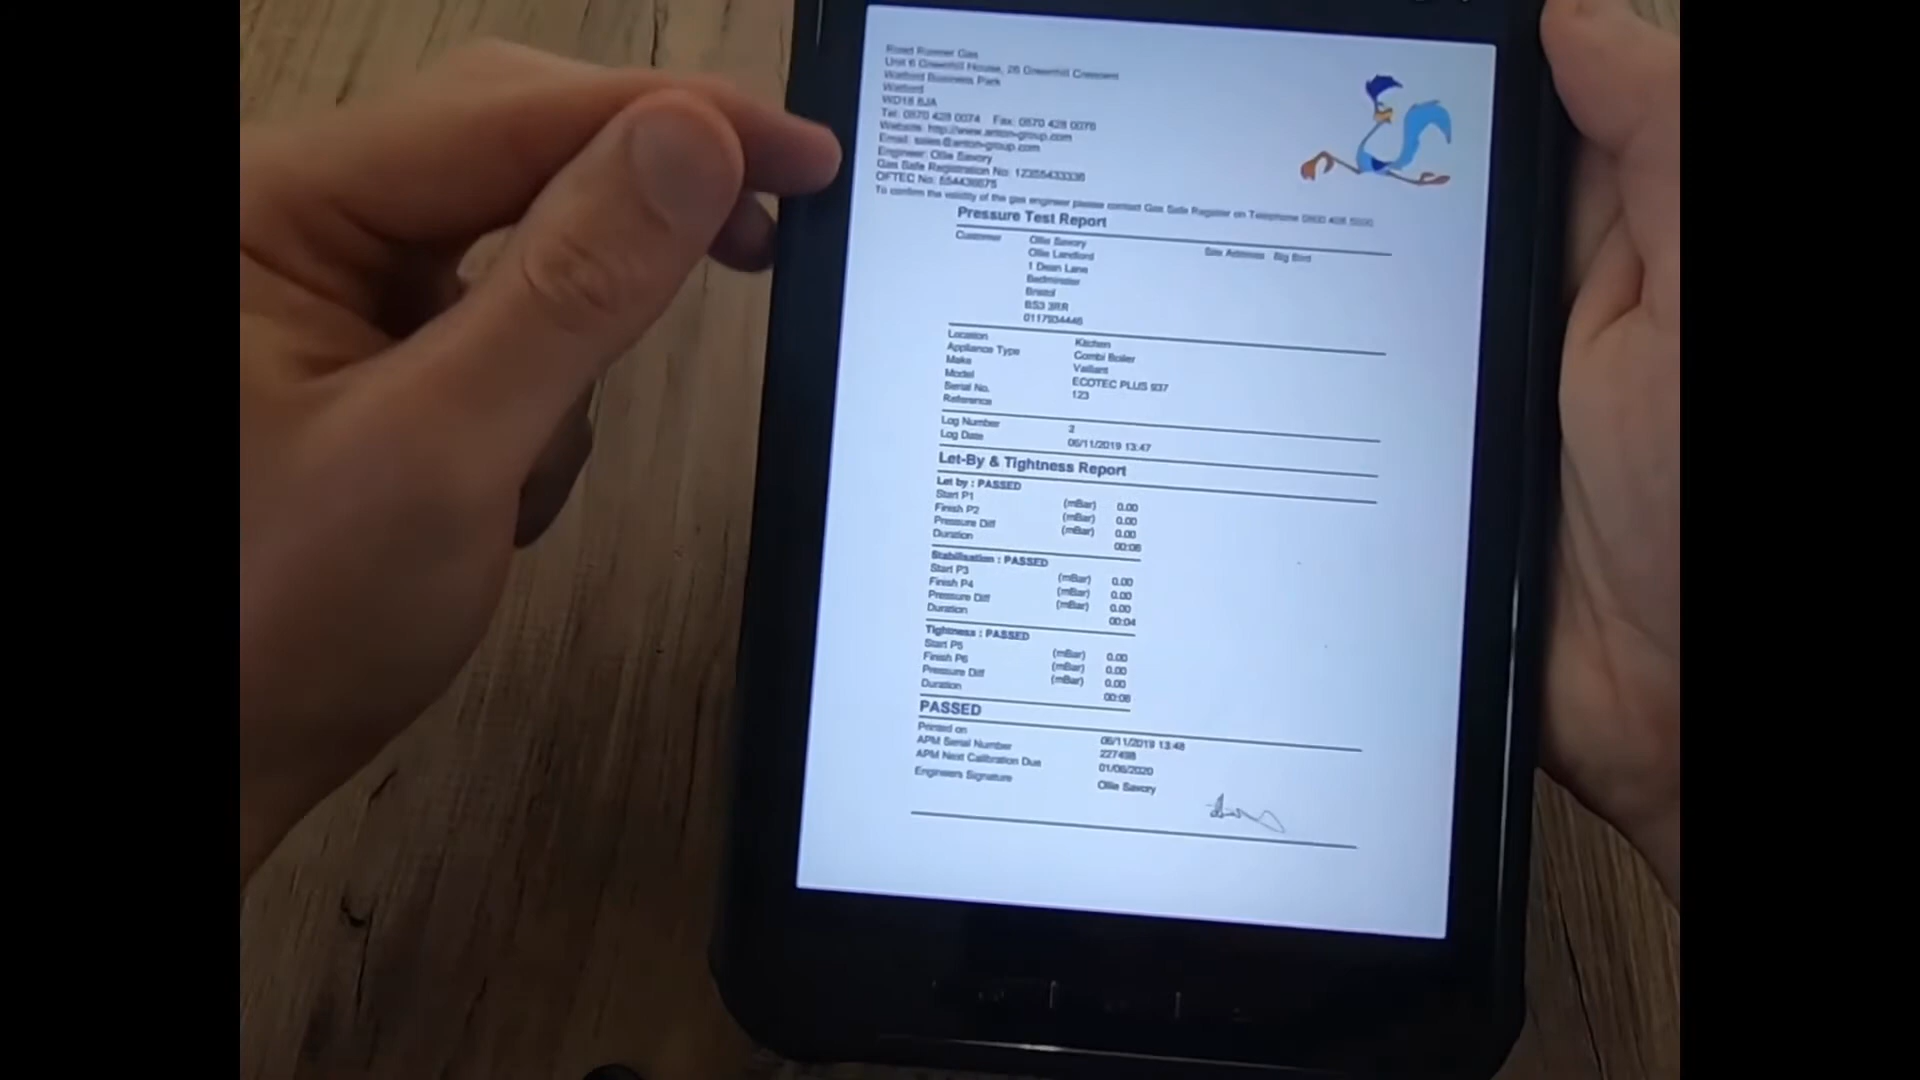 Road Runner Gas
Unit 6 Greenhill House, 26 Greenhill Crescent
Watford Business Park
Watford
WD18 8JA
Tel: 0870 428 0074 Fax: 0870 428 0076
Website: http://www.anton-group.com
Email: sales@anton-group.com
Engineer: Ollie Savory
Gas Safe Registration No:
OFTEC No:
To confirm the validity of the gas engineer please contact Gas Safe Register on Telephone
Pressure Test Report
Customer Ollie Savory Site Address Big Bird
Ollie Landlord
1 Dean Lane
Bedminster
Bristol
BS3 3RR
0117934446
Location Kitchen
Appliance Type Combi Boiler
Make Vaillant
Model ECOTEC PLUS 937
Serial No. 123
Reference
Log Number 2
Log Date 06/11/2019 13:47
Let-By & Tightness Report
Let by : PASSED
Start P1 (mBar) 0.00
Finish P2 (mBar) 0.00
Pressure Diff (mBar) 0.00
Duration 00:08
Stabilisation : PASSED
Start P3 (mBar) 0.00
Finish P4 (mBar) 0.00
Pressure Diff (mBar) 0.00
Duration 00:04
Tightness : PASSED
Start P5 (mBar) 0.00
Finish P6 (mBar) 0.00
Pressure Diff (mBar) 0.00
Duration 00:08
PASSED
Printed on 06/11/2019 13:48
APM Serial Number 227498
APM Next Calibration Due 01/06/2020
Engineers Signature Ollie Savory